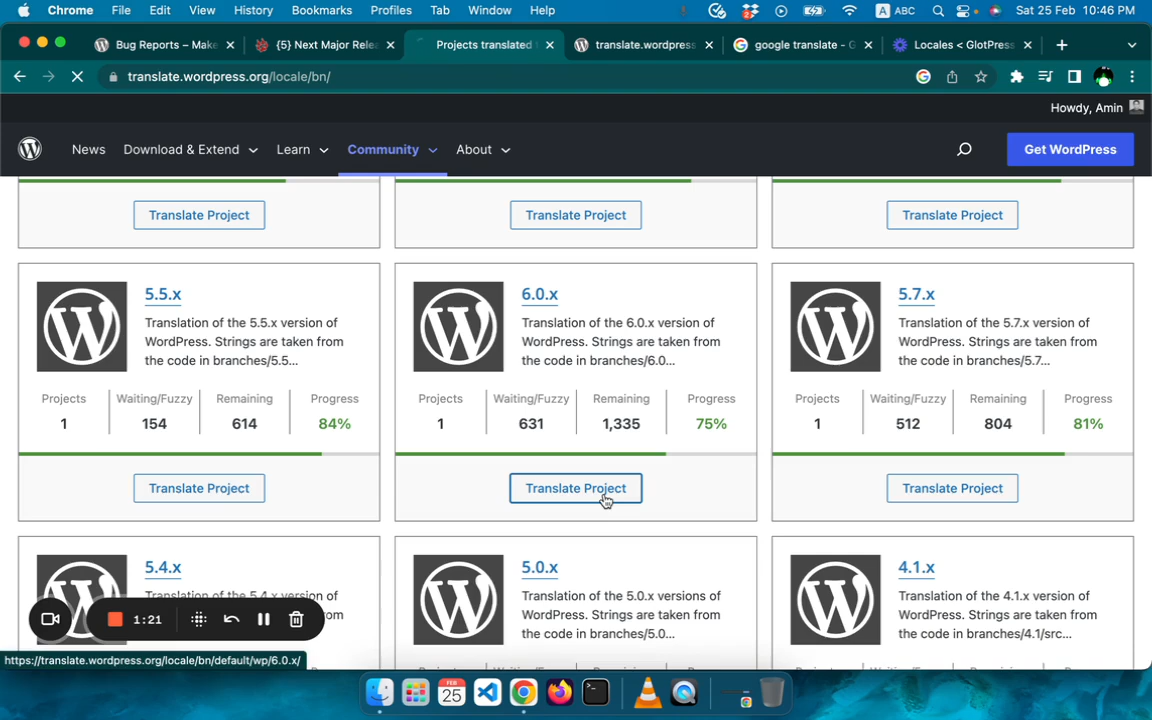 Chrome File Edit View History Bookmarks Profiles Tab Window Help ABC Sat 25 Feb 10:46 PM
Bug Reports – Make {5} Next Major Rele Projects translated translate.wordpress google translate - G Locales < GlotPress
translate.wordpress.org/locale/bn/
Howdy, Amin
News Download & Extend Learn Community About Get WordPress
Translate Project Translate Project Translate Project
5.5.x
Translation of the 5.5.x version of
WordPress. Strings are taken from
the code in branches/5.5...
Projects Waiting/Fuzzy Remaining Progress
1 154 614 84%
Translate Project
6.0.x
Translation of the 6.0.x version of
WordPress. Strings are taken from
the code in branches/6.0...
Projects Waiting/Fuzzy Remaining Progress
1 631 1,335 75%
Translate Project
5.7.x
Translation of the 5.7.x version of
WordPress. Strings are taken from
the code in branches/5.7...
Projects Waiting/Fuzzy Remaining Progress
1 512 804 81%
Translate Project
5.4.x
Translation of the 5.4.x version of
from
5.0.x
Translation of the 5.0.x versions of
WordPress. Strings are taken from
the code in branches/5.0...
4.1.x
Translation of the 4.1.x version of
WordPress. Strings are taken from
the code in branches/4.1/src...
1:21
https://translate.wordpress.org/locale/bn/default/wp/6.0.x/
FEB
25